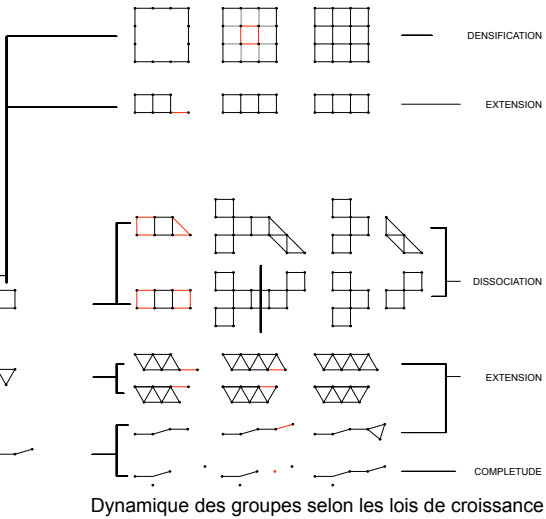 DENSIFICATION
EXTENSION
DISSOCIATION
EXTENSION
COMPLETUDE
Dynamique des groupes selon les lois de croissance